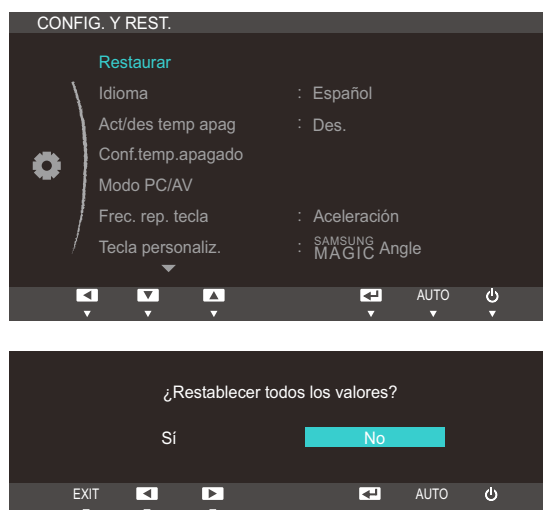 CONFIG. Y REST.
Restaurar
Idioma : Español
Act/des temp apag : Des.
Conf.temp.apagado
Modo PC/AV
Frec. rep. tecla : Aceleración
Tecla personaliz. : SAMSUNG MAGIC Angle
AUTO
¿Restablecer todos los valores?
Sí No
EXIT AUTO